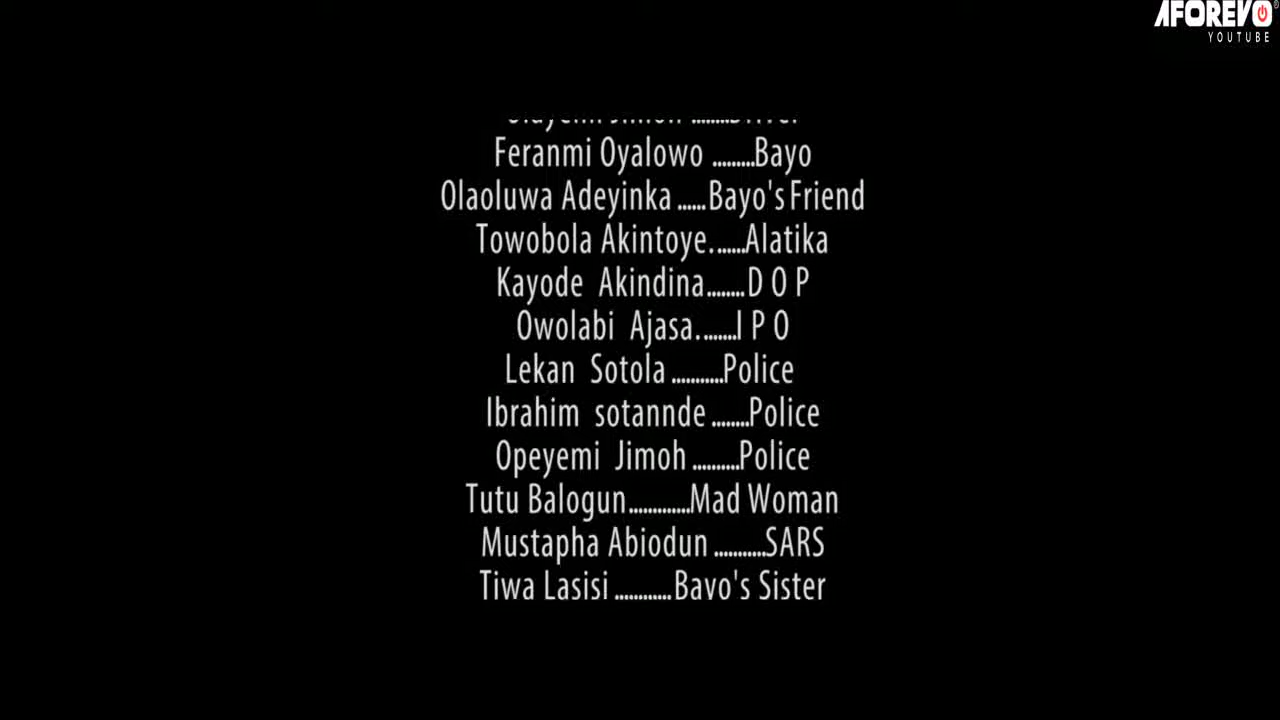 AFOREVO
YOUTUBE
Feranmi Oyalowo .........Bayo
Olaoluwa Adeyinka ......Bayo's Friend
Towobola Akintoye.......Alatika
Kayode Akindina........D O P
Owolabi Ajasa........I P O
Lekan Sotola ...........Police
Ibrahim sotannde ........Police
Opeyemi Jimoh ..........Police
Tutu Balogun.............Mad Woman
Mustapha Abiodun ...........SARS
Tiwa Lasisi ............Bayo's Sister